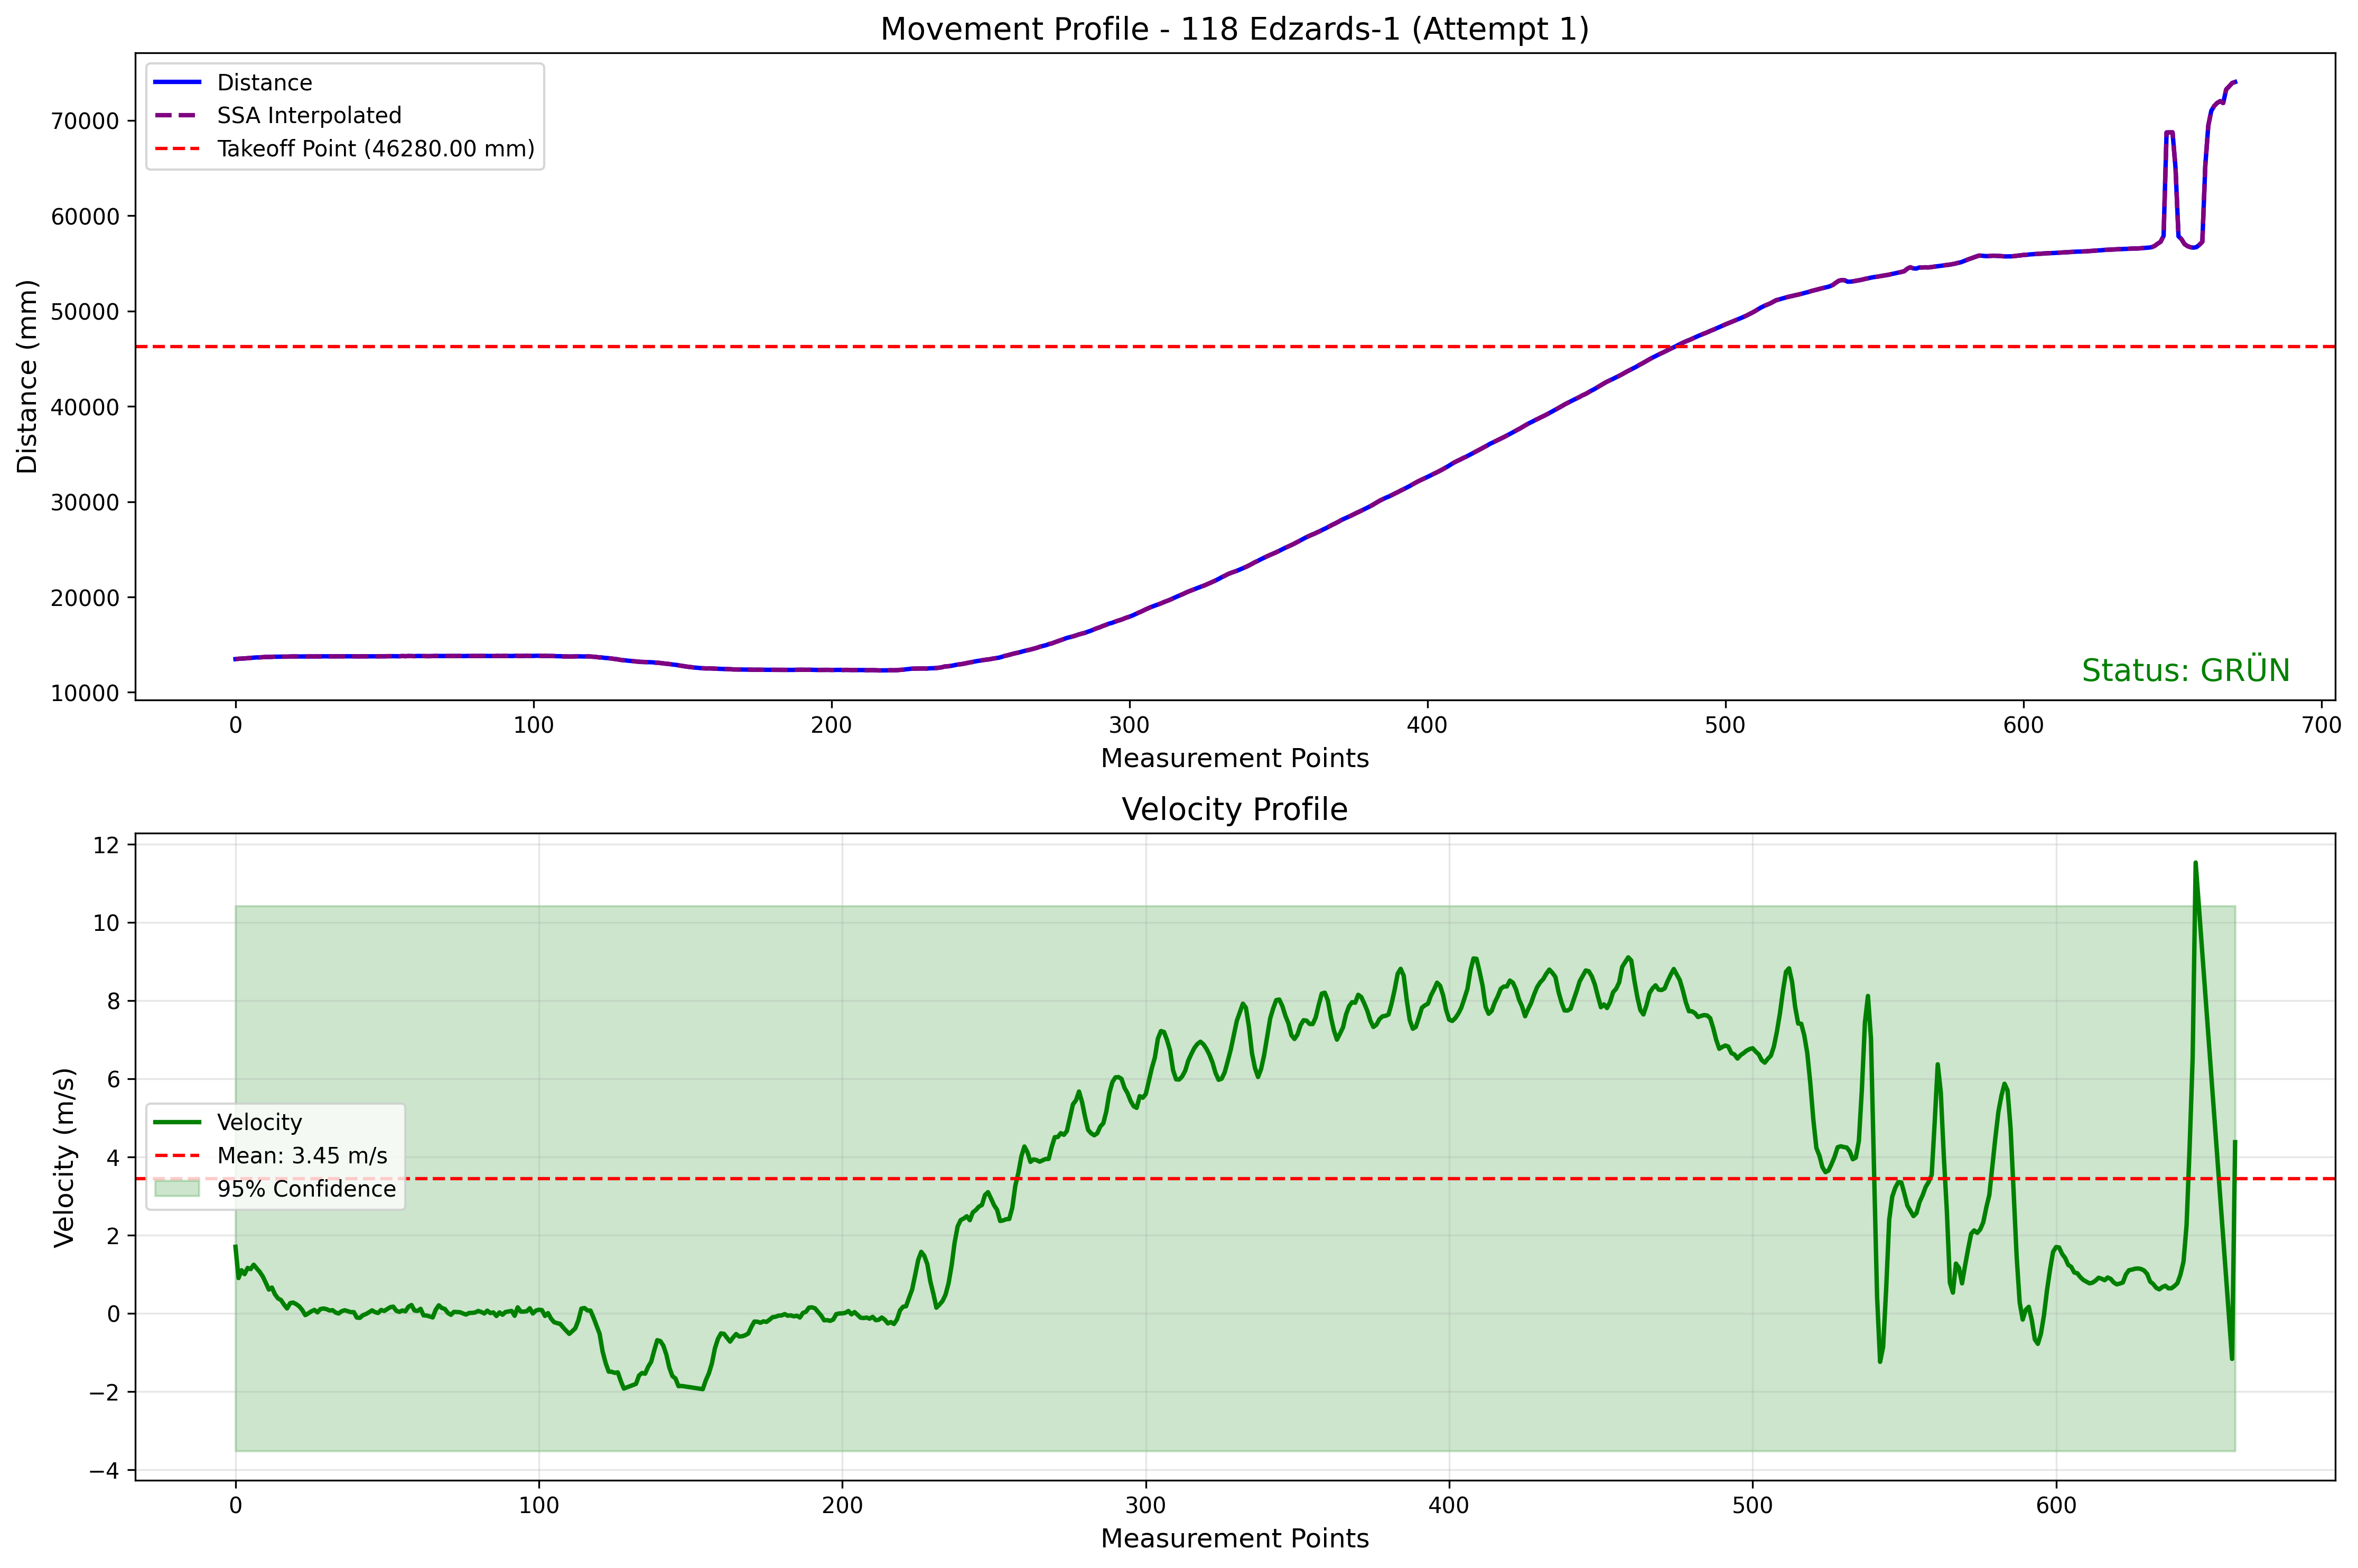 Movement Profile - 118 Edzards-1 (Attempt 1)
Distance
SSA Interpolated
Takeoff Point (46280.00 mm)
Distance (mm)
70000
60000
50000
40000
30000
20000
10000
Status: GRÜN
0 100 200 300 400 500 600 700
Measurement Points
Velocity Profile
Velocity (m/s)
12
10
8
6
4
2
0
−2
−4
Velocity
Mean: 3.45 m/s
95% Confidence
0 100 200 300 400 500 600
Measurement Points